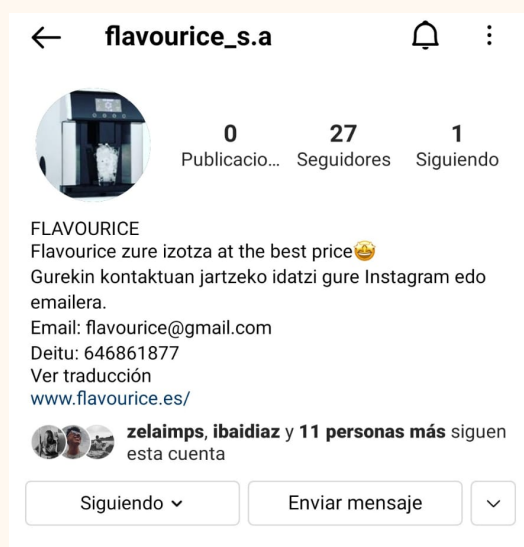 flavourice_s.a
0 27 1
Publicacio... Seguidores Siguiendo
FLAVOURICE
Flavourice zure izotza at the best price🤩
Gurekin kontaktuan jartzeko idatzi gure Instagram edo
emailera.
Email: flavourice@gmail.com
Deitu: 646861877
Ver traducción
www.flavourice.es/
zelaimps, ibaidiaz y 11 personas más siguen
esta cuenta
Siguiendo Enviar mensaje